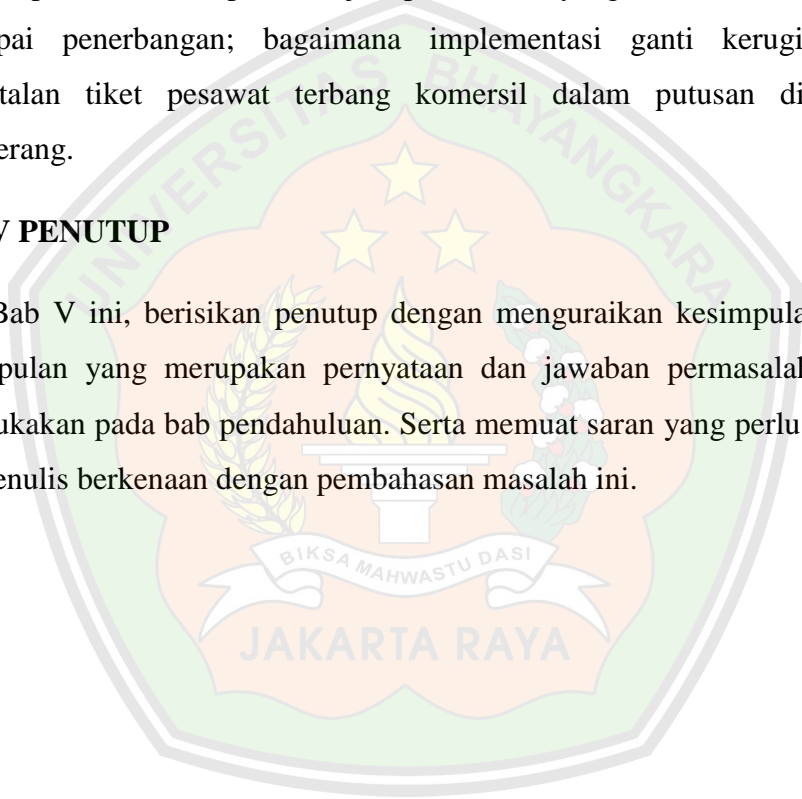 pai penerbangan; bagaimana implementasi ganti kerugi
talan tiket pesawat terbang komersil dalam putusan di
erang.
V PENUTUP
Bab V ini, berisikan penutup dengan menguraikan kesimpula
pulan yang merupakan pernyataan dan jawaban permasalah
ukakan pada bab pendahuluan. Serta memuat saran yang perlu
enulis berkenaan dengan pembahasan masalah ini.
UNIVERSITAS BHAYANGKARA
BIKSA MAHWASTU DASI
JAKARTA RAYA